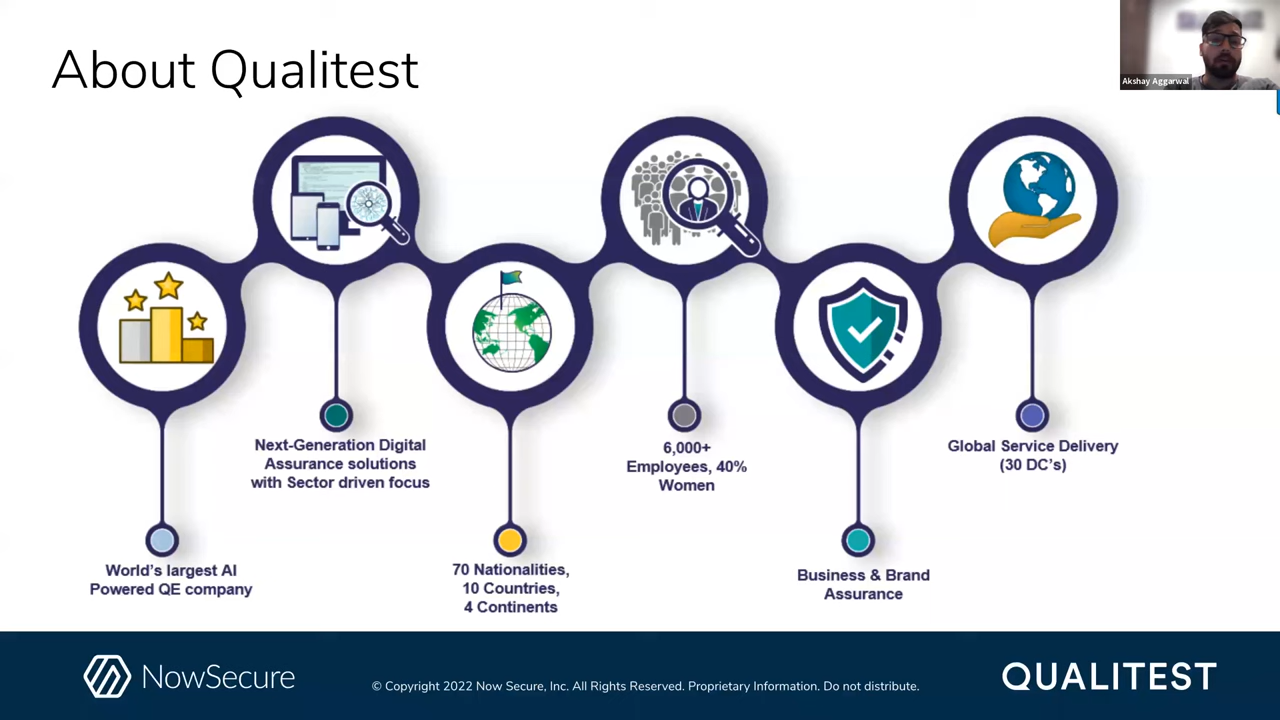 About Qualitest
Akshay Aggarwal
World's largest AI
Powered QE company
Next-Generation Digital
Assurance solutions
with Sector driven focus
70 Nationalities,
10 Countries,
4 Continents
6,000+
Employees, 40%
Women
Business & Brand
Assurance
Global Service Delivery
(30 DC's)
NowSecure
© Copyright 2022 Now Secure, Inc. All Rights Reserved. Proprietary Information. Do not distribute.
QUALITEST